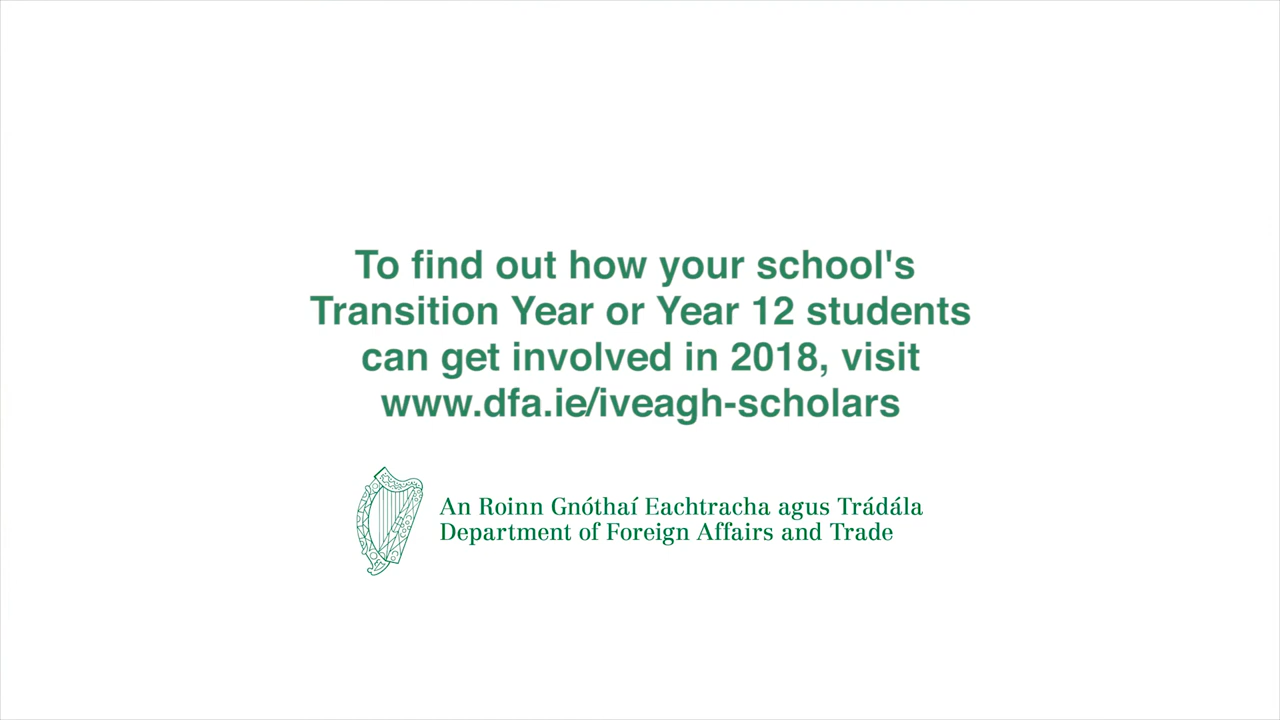 To find out how your school's
Transition Year or Year 12 students
can get involved in 2018, visit
www.dfa.ie/iveagh-scholars
An Roinn Gnóthaí Eachtracha agus Trádála
Department of Foreign Affairs and Trade